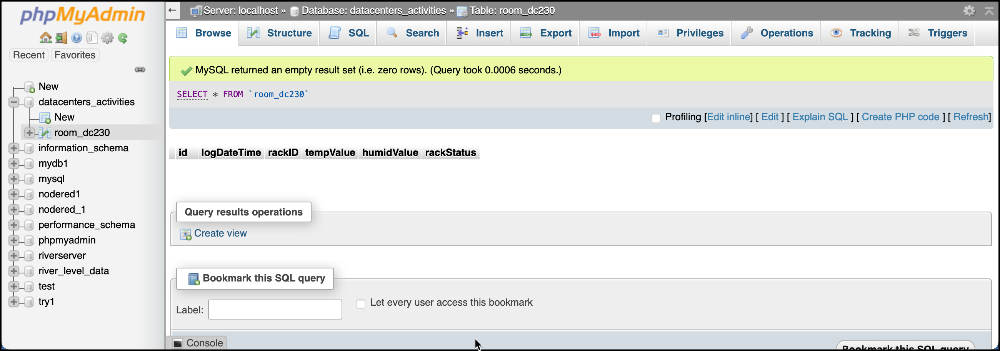 phpMyAdmin
Recent Favorites
New
datacenters_activities
New
room_dc230
information_schema
mydb1
mysql
nodered1
nodered_1
performance_schema
phpmyadmin
riverserver
river_level_data
test
try1
Server: localhost » Database: datacenters_activities » Table: room_dc230
Browse Structure SQL Search Insert Export Import Privileges Operations Tracking Triggers
MySQL returned an empty result set (i.e. zero rows). (Query took 0.0006 seconds.)
SELECT * FROM `room_dc230`
Profiling [Edit inline] [ Edit ] [ Explain SQL ] [ Create PHP code ] [ Refresh]
id logDateTime rackID tempValue humidValue rackStatus
Query results operations
Create view
Bookmark this SQL query
Label: Let every user access this bookmark
Console
Bookmark this SQL query